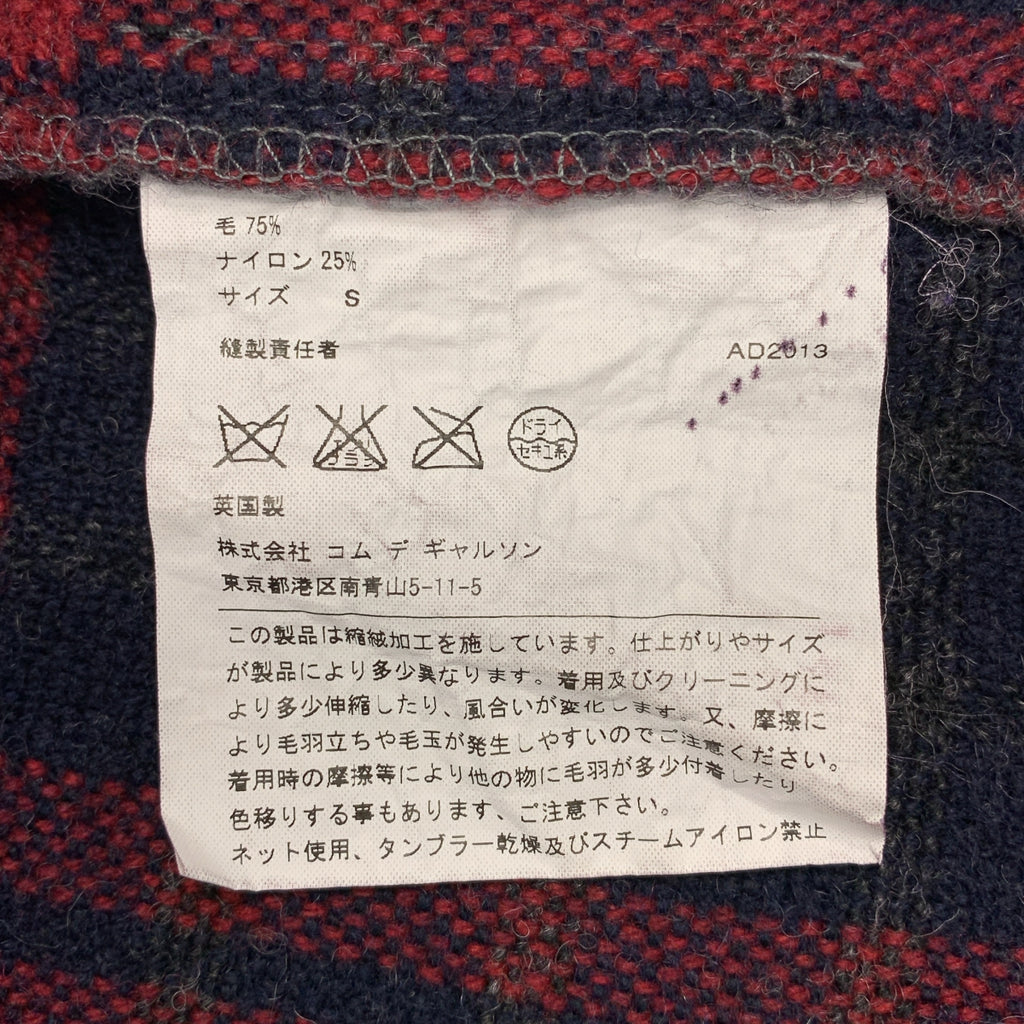 毛 75%
ナイロン 25%
サイズ S
縫製責任者 AD2013
エンソ
ドライ
セキユ系
英国製
株式会社 コム デ ギャルソン
東京都港区南青山5-11-5
この製品は縮絨加工を施しています。仕上がりやサイズ
が製品により多少異なります。着用及びクリーニングに
より多少伸縮したり、風合いが変化します。又、摩擦に
より毛羽立ちや毛玉が発生しやすいのでご注意ください。
着用時の摩擦等により他の物に毛羽が多少付着したり
色移りする事もあります、ご注意下さい。
ネット使用、タンブラー乾燥及びスチームアイロン禁止